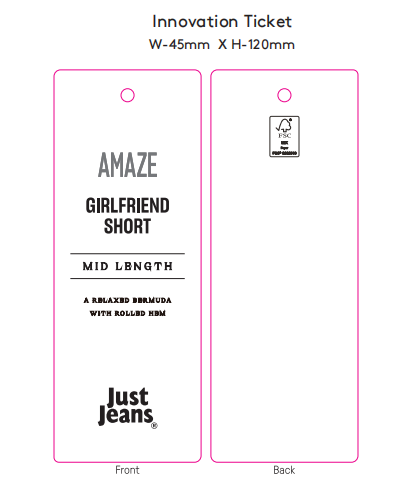 Innovation Ticket
W-45mm X H-120mm
AMAZE
GIRLFRIEND
SHORT
MID LENGTH
A RELAXED BERMUDA
WITH ROLLED HEM
Just
Jeans®
FSC
Front
Back